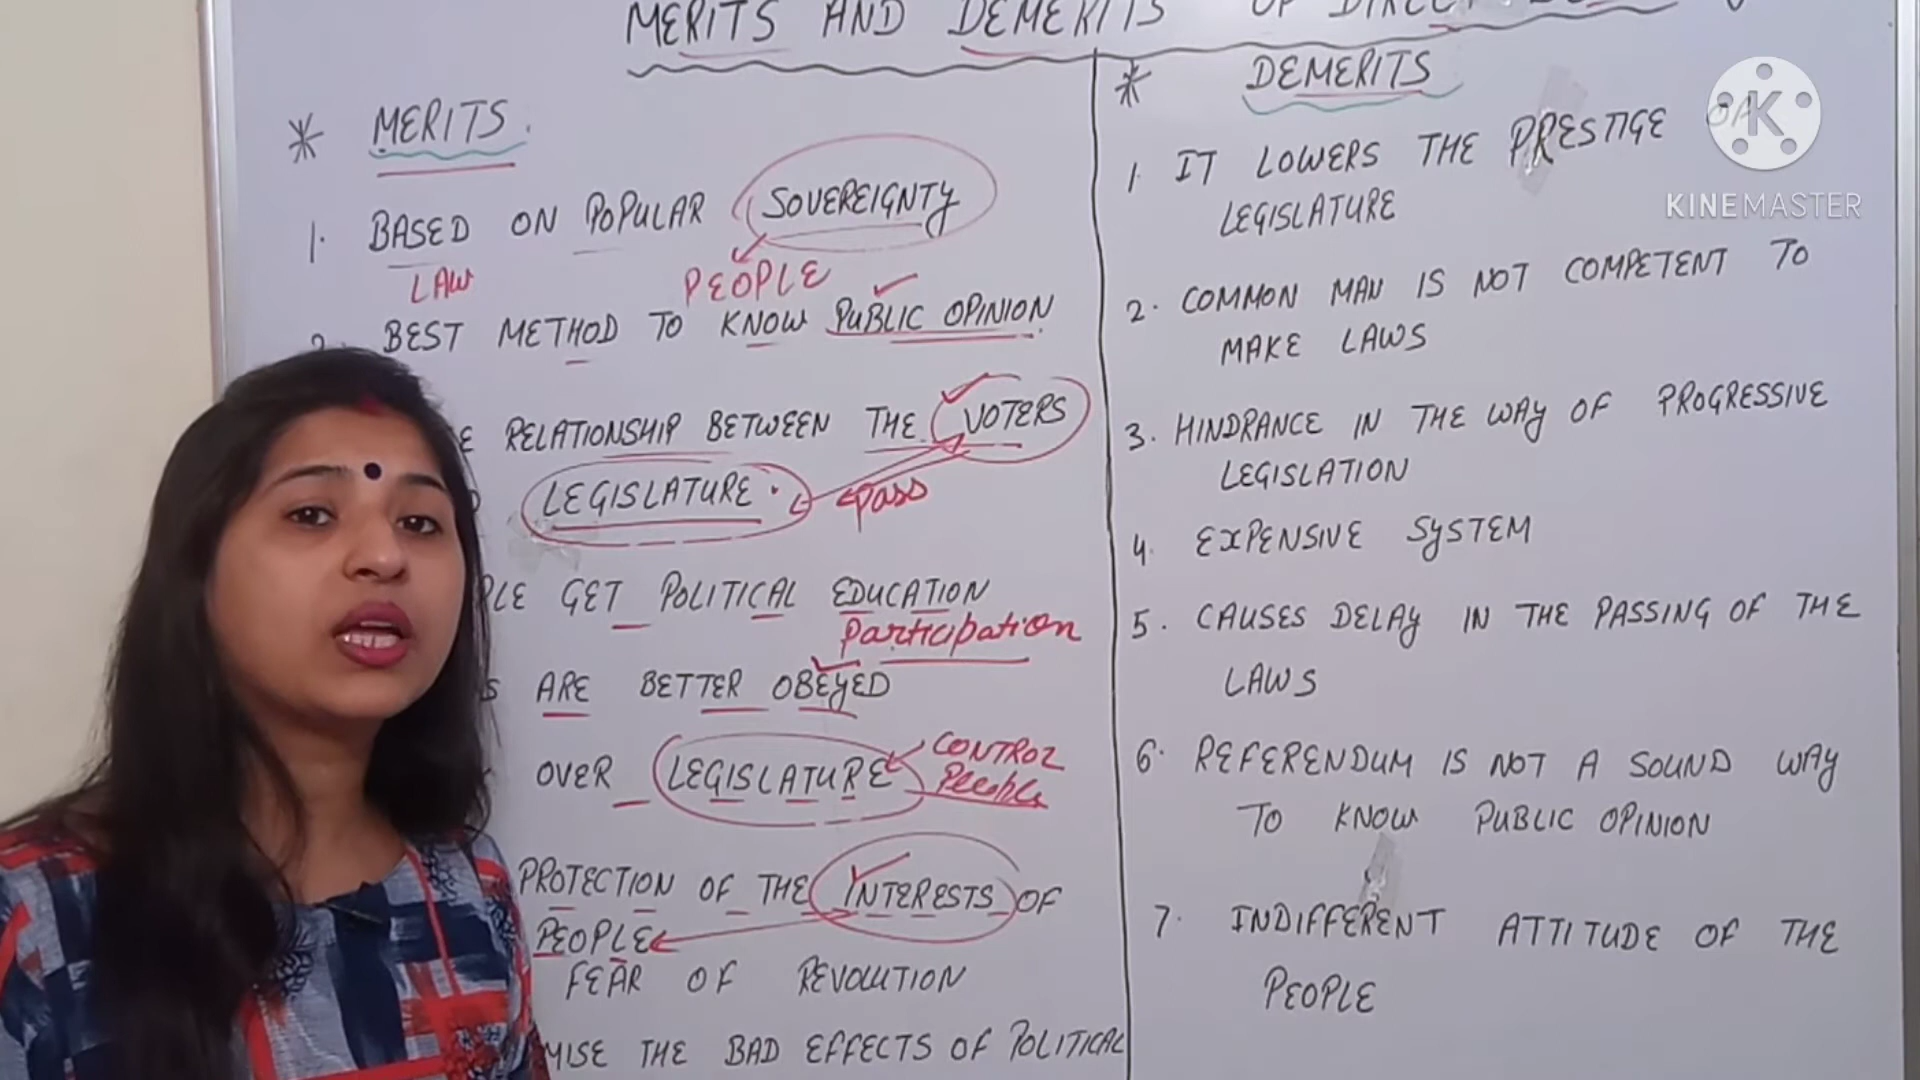 MERITS AND DEMERITS OF DIRECT
* MERITS.
1. BASED ON POPULAR SOVEREIGNTY
LAW PEOPLE
BEST METHOD TO KNOW PUBLIC OPINION
RELATIONSHIP BETWEEN THE VOTERS
LEGISLATURE. PASS
GET POLITICAL EDUCATION
Participation
ARE BETTER OBEYED
OVER LEGISLATURE CONTROL
People
PROTECTION OF THE INTERESTS OF
PEOPLE
FEAR OF REVOLUTION
THE BAD EFFECTS OF POLITICAL
* DEMERITS
1. IT LOWERS THE PRESTIGE OF
LEGISLATURE
2. COMMON MAN IS NOT COMPETENT TO
MAKE LAWS
3. HINDRANCE IN THE WAY OF PROGRESSIVE
LEGISLATION
4. EXPENSIVE SYSTEM
5. CAUSES DELAY IN THE PASSING OF THE
LAWS
6. REFERENDUM IS NOT A SOUND WAY
TO KNOW PUBLIC OPINION
7. INDIFFERENT ATTITUDE OF THE
PEOPLE
K
KINEMASTER